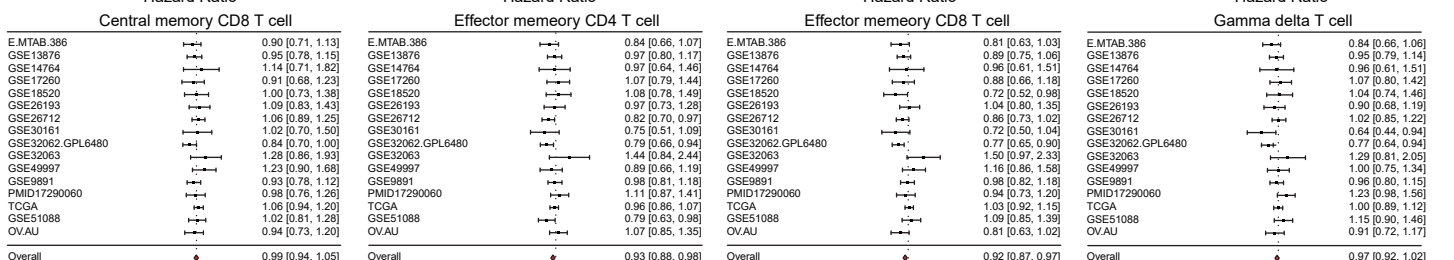 Hazard Ratio
Central memory CD8 T cell
E.MTAB.386 0.90 [0.71, 1.13]
GSE13876 0.95 [0.78, 1.15]
GSE14764 1.14 [0.71, 1.82]
GSE17260 0.91 [0.68, 1.23]
GSE18520 1.00 [0.73, 1.38]
GSE26193 1.09 [0.83, 1.43]
GSE26712 1.06 [0.89, 1.25]
GSE30161 1.02 [0.70, 1.50]
GSE32062.GPL6480 0.84 [0.70, 1.00]
GSE32063 1.28 [0.86, 1.93]
GSE49997 1.23 [0.90, 1.68]
GSE9891 0.93 [0.78, 1.12]
PMID17290060 0.98 [0.76, 1.26]
TCGA 1.06 [0.94, 1.20]
GSE51088 1.02 [0.81, 1.28]
OV.AU 0.94 [0.73, 1.20]
Overall 0.99 [0.94, 1.05]
Hazard Ratio
Effector memeory CD4 T cell
E.MTAB.386 0.84 [0.66, 1.07]
GSE13876 0.97 [0.80, 1.17]
GSE14764 0.97 [0.64, 1.46]
GSE17260 1.07 [0.79, 1.44]
GSE18520 1.08 [0.78, 1.49]
GSE26193 0.97 [0.73, 1.28]
GSE26712 0.82 [0.70, 0.97]
GSE30161 0.75 [0.51, 1.09]
GSE32062.GPL6480 0.79 [0.66, 0.94]
GSE32063 1.44 [0.84, 2.44]
GSE49997 0.89 [0.66, 1.19]
GSE9891 0.98 [0.81, 1.18]
PMID17290060 1.11 [0.87, 1.41]
TCGA 0.96 [0.86, 1.07]
GSE51088 0.79 [0.63, 0.98]
OV.AU 1.07 [0.85, 1.35]
Overall 0.93 [0.88, 0.98]
Hazard Ratio
Effector memeory CD8 T cell
E.MTAB.386 0.81 [0.63, 1.03]
GSE13876 0.89 [0.75, 1.06]
GSE14764 0.96 [0.61, 1.51]
GSE17260 0.88 [0.66, 1.18]
GSE18520 0.72 [0.52, 0.98]
GSE26193 1.04 [0.80, 1.35]
GSE26712 0.86 [0.73, 1.02]
GSE30161 0.72 [0.50, 1.04]
GSE32062.GPL6480 0.77 [0.65, 0.90]
GSE32063 1.50 [0.97, 2.33]
GSE49997 1.16 [0.86, 1.58]
GSE9891 0.98 [0.82, 1.18]
PMID17290060 0.94 [0.73, 1.20]
TCGA 1.03 [0.92, 1.15]
GSE51088 1.09 [0.85, 1.39]
OV.AU 0.81 [0.63, 1.02]
Overall 0.92 [0.87, 0.97]
Hazard Ratio
Gamma delta T cell
E.MTAB.386 0.84 [0.66, 1.06]
GSE13876 0.95 [0.79, 1.14]
GSE14764 0.96 [0.61, 1.51]
GSE17260 1.07 [0.80, 1.42]
GSE18520 1.04 [0.74, 1.46]
GSE26193 0.90 [0.68, 1.19]
GSE26712 1.02 [0.85, 1.22]
GSE30161 0.64 [0.44, 0.94]
GSE32062.GPL6480 0.77 [0.64, 0.94]
GSE32063 1.29 [0.81, 2.05]
GSE49997 1.00 [0.75, 1.34]
GSE9891 0.96 [0.80, 1.15]
PMID17290060 1.23 [0.98, 1.56]
TCGA 1.00 [0.89, 1.12]
GSE51088 1.15 [0.90, 1.46]
OV.AU 0.91 [0.72, 1.17]
Overall 0.97 [0.92, 1.02]